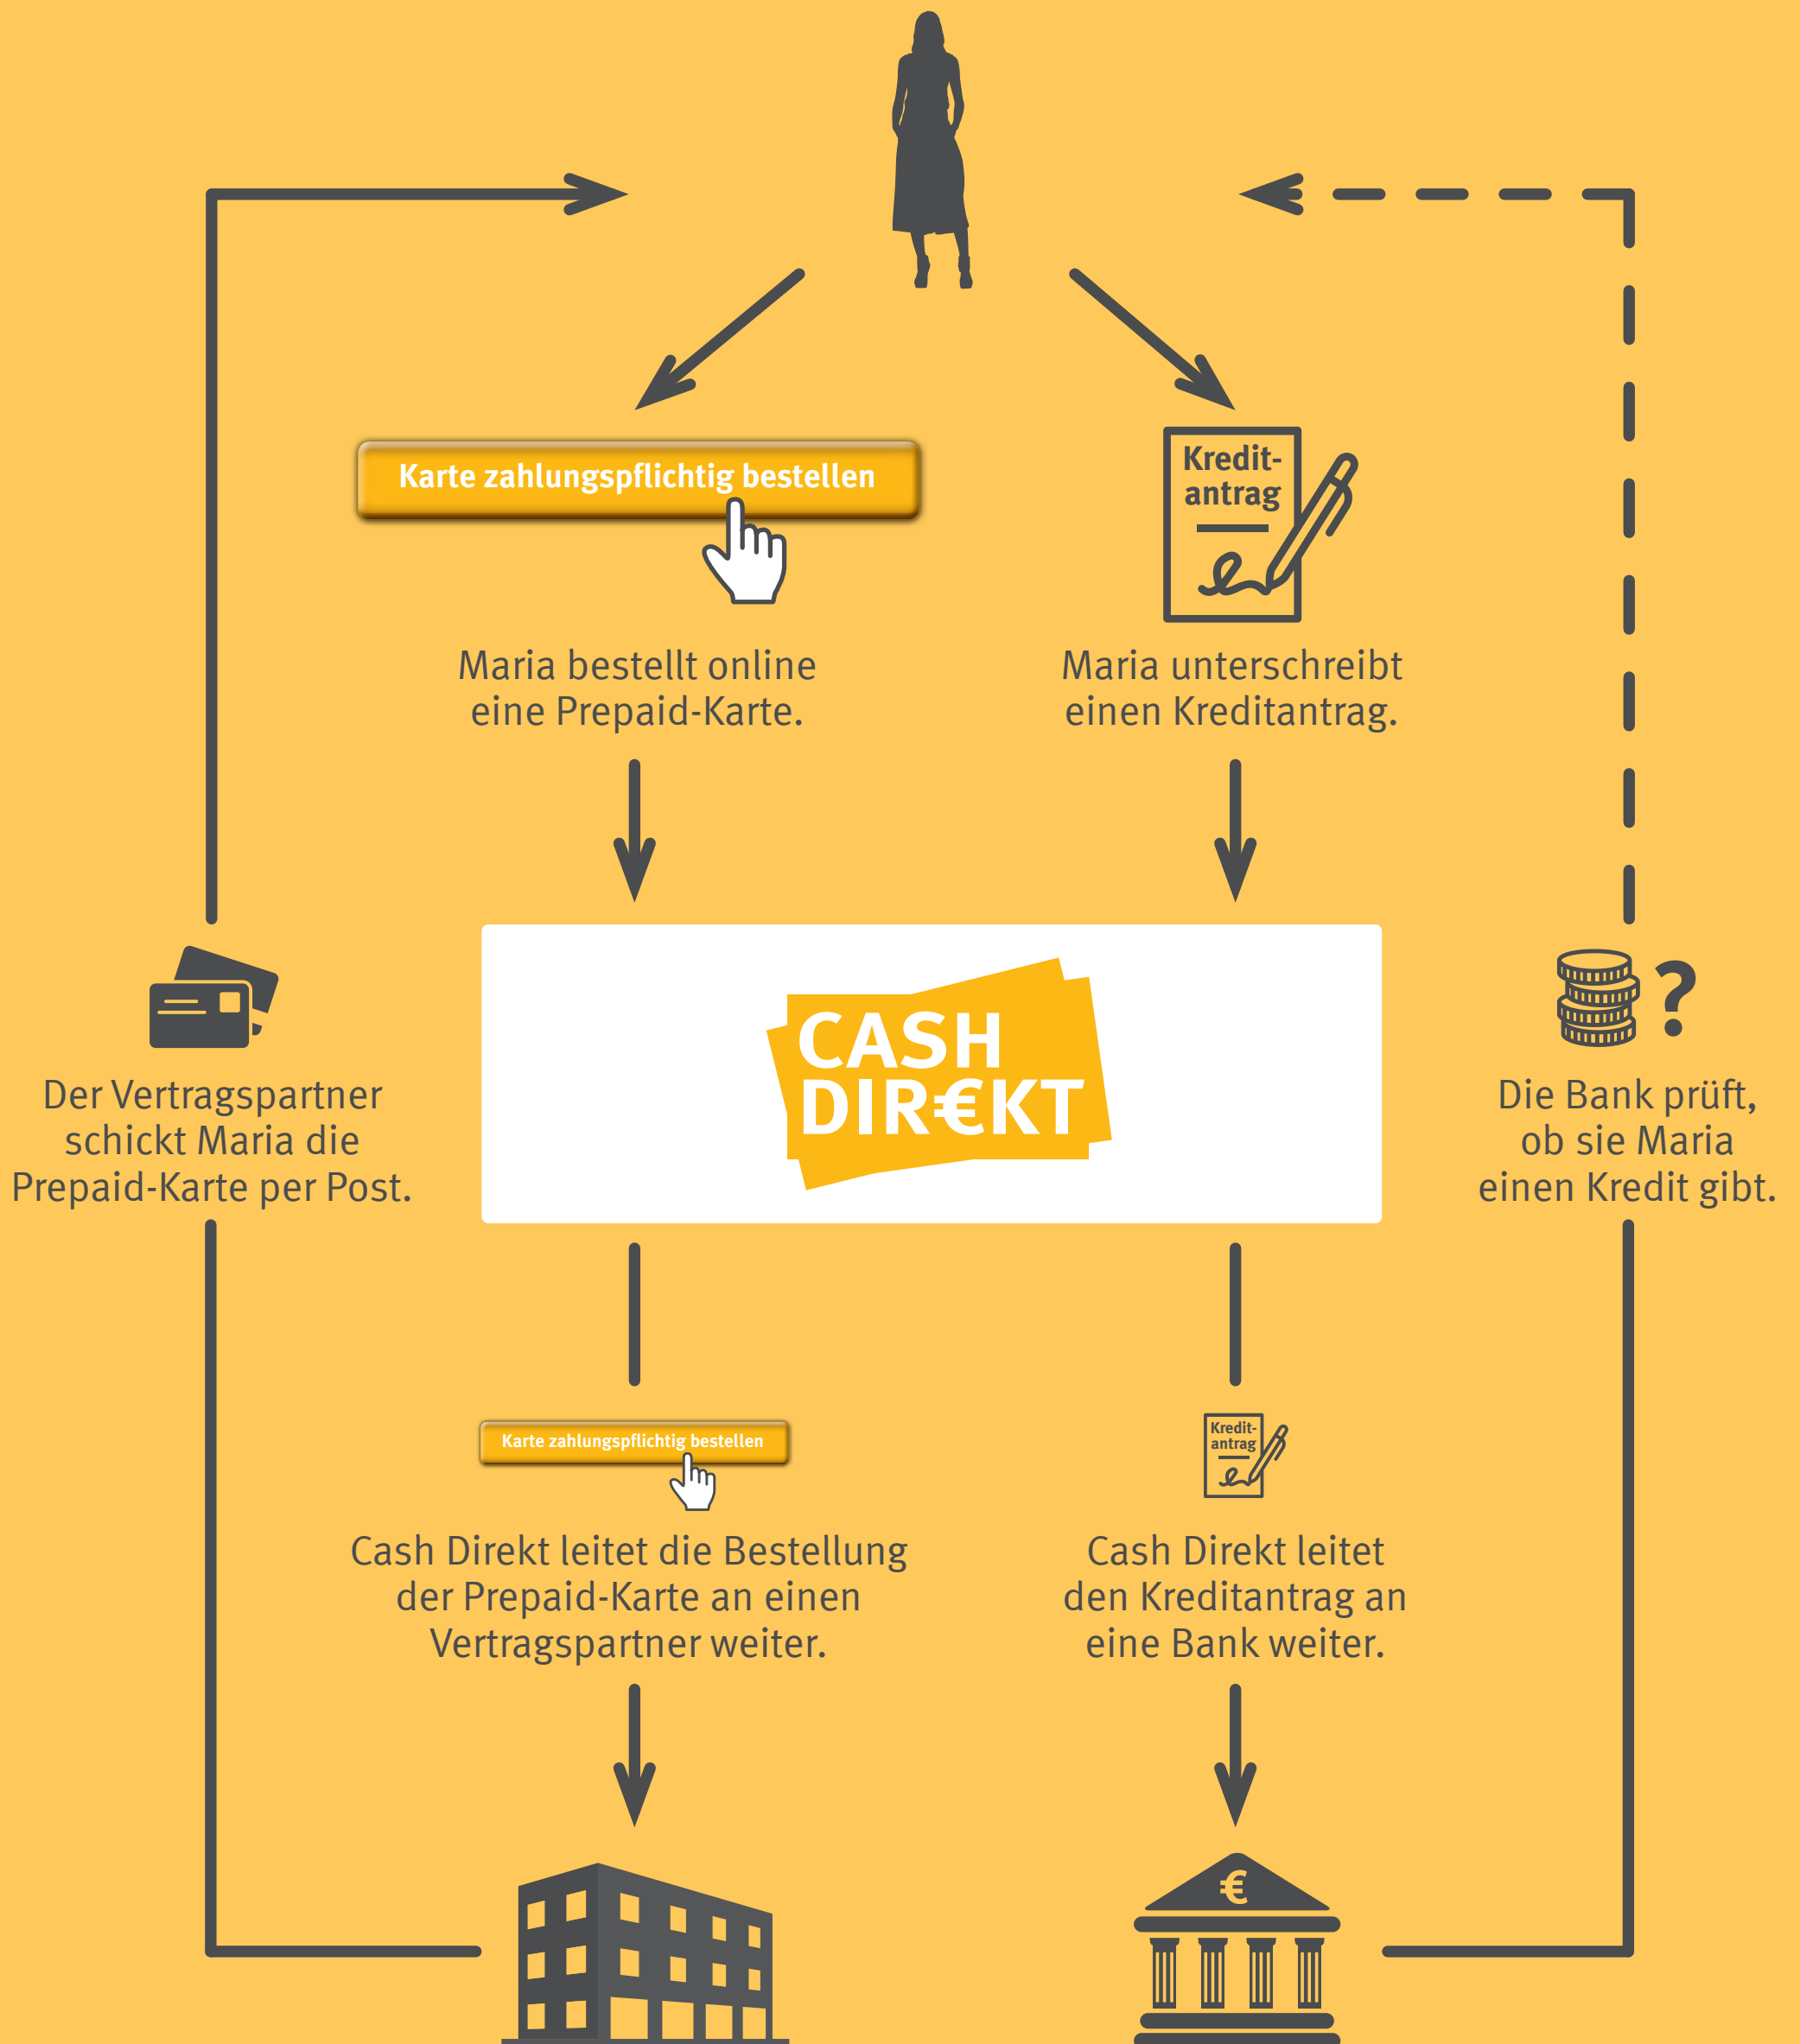 Karte zahlungspflichtig bestellen
Kredit-
antrag
Maria bestellt online
eine Prepaid-Karte.
Maria unterschreibt
einen Kreditantrag.
Der Vertragspartner
schickt Maria die
Prepaid-Karte per Post.
CASH
DIR€KT
?
Die Bank prüft,
ob sie Maria
einen Kredit gibt.
Karte zahlungspflichtig bestellen
Kredit-
antrag
Cash Direkt leitet die Bestellung
der Prepaid-Karte an einen
Vertragspartner weiter.
Cash Direkt leitet
den Kreditantrag an
eine Bank weiter.
€